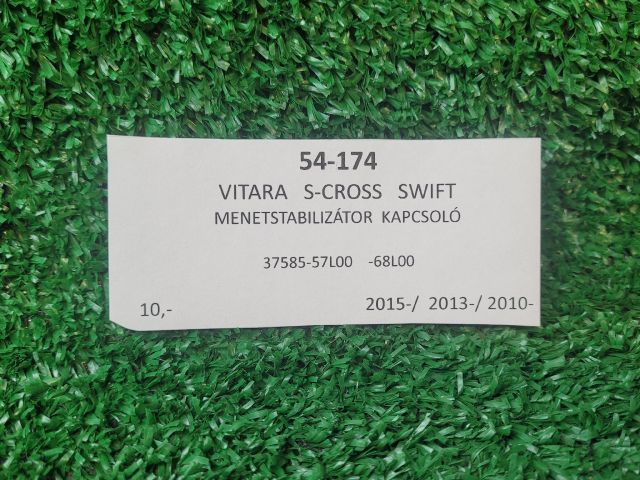 54-174
VITARA S-CROSS SWIFT
MENETSTABILIZÁTOR KAPCSOLÓ
37585-57L00 -68L00
10,- 2015-/ 2013-/ 2010-